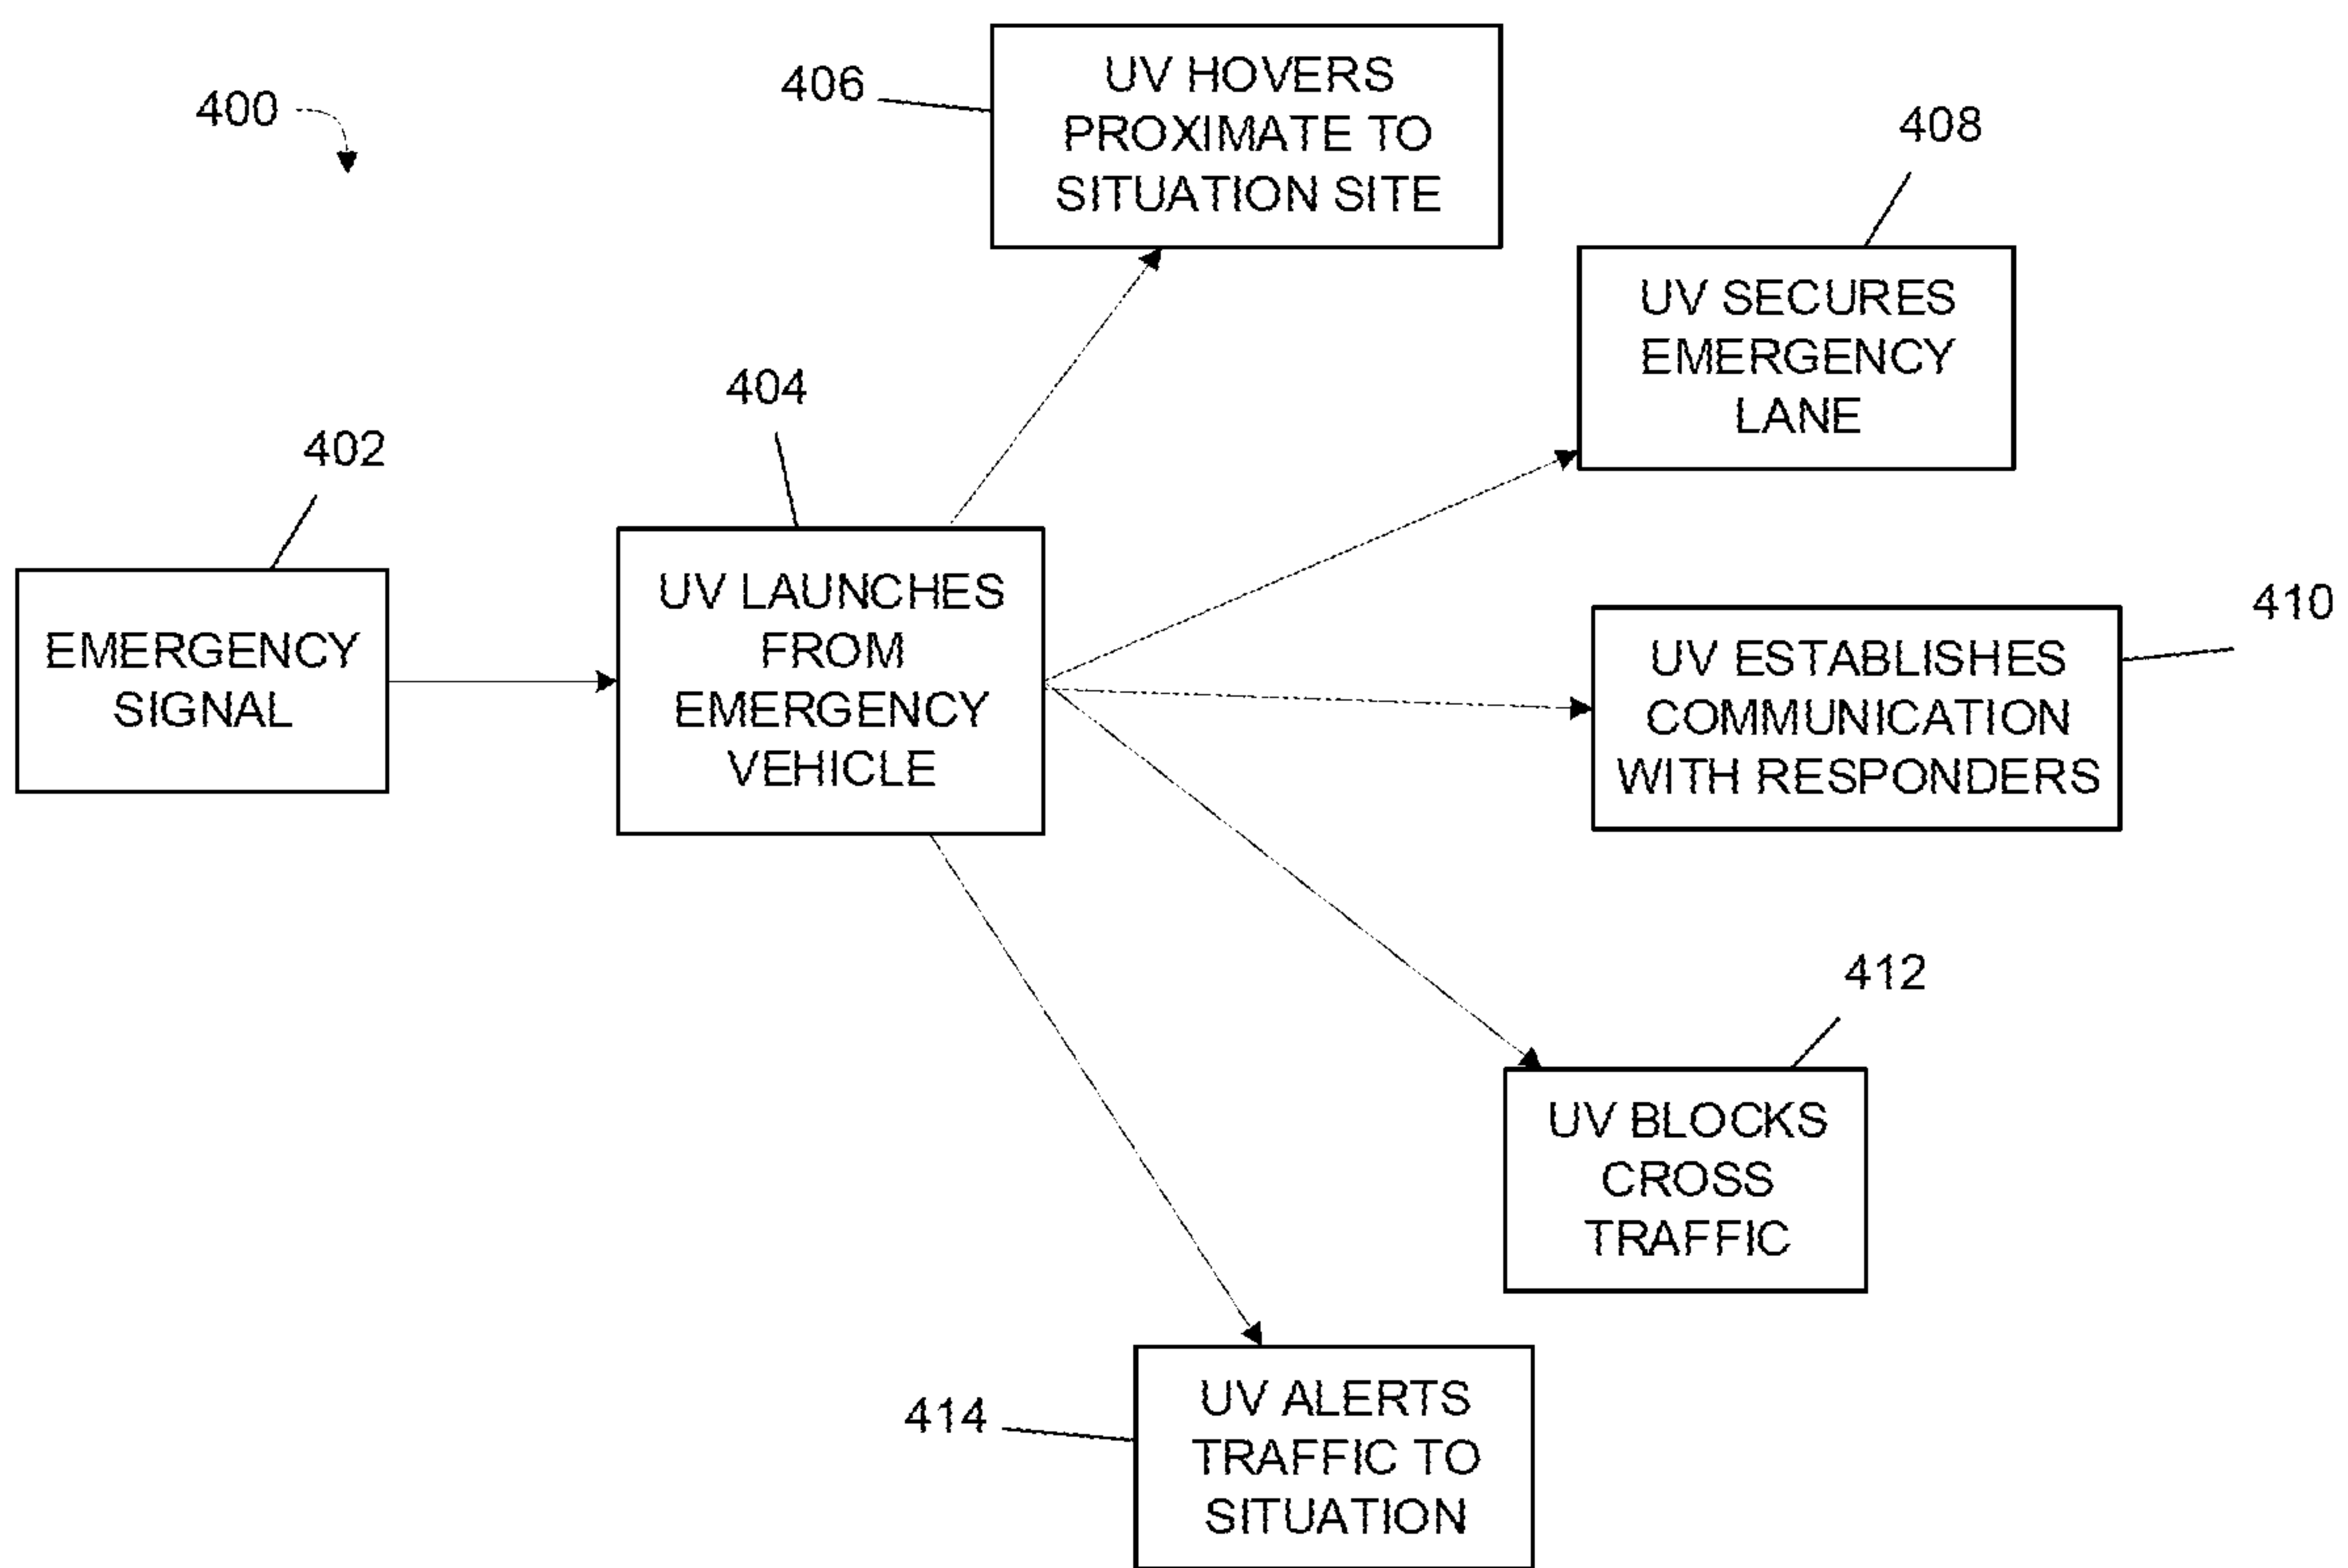 400
406
UV HOVERS
PROXIMATE TO
SITUATION SITE
408
UV SECURES
EMERGENCY
LANE
404
UV LAUNCHES
FROM
EMERGENCY
VEHICLE
402
EMERGENCY
SIGNAL
410
UV ESTABLISHES
COMMUNICATION
WITH RESPONDERS
412
UV BLOCKS
CROSS
TRAFFIC
414
UV ALERTS
TRAFFIC TO
SITUATION